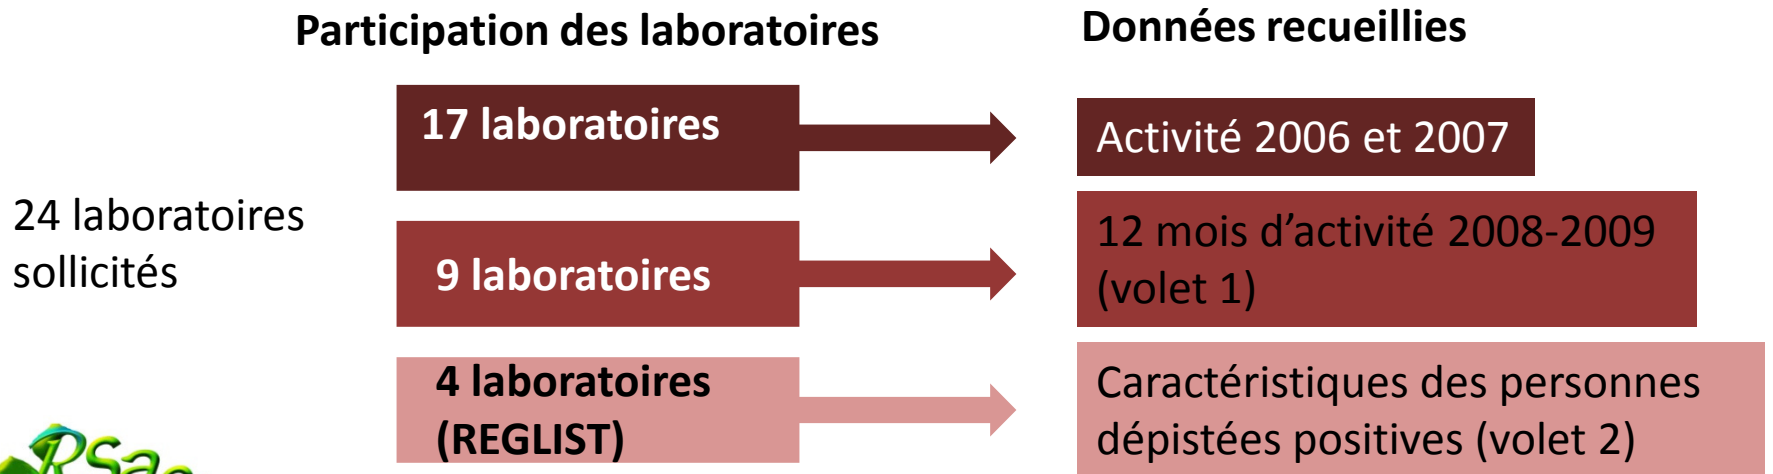 Participation des laboratoires
Données recueillies
24 laboratoires
sollicités
17 laboratoires
Activité 2006 et 2007
9 laboratoires
12 mois d’activité 2008-2009
(volet 1)
4 laboratoires
(REGLIST)
Caractéristiques des personnes
dépistées positives (volet 2)